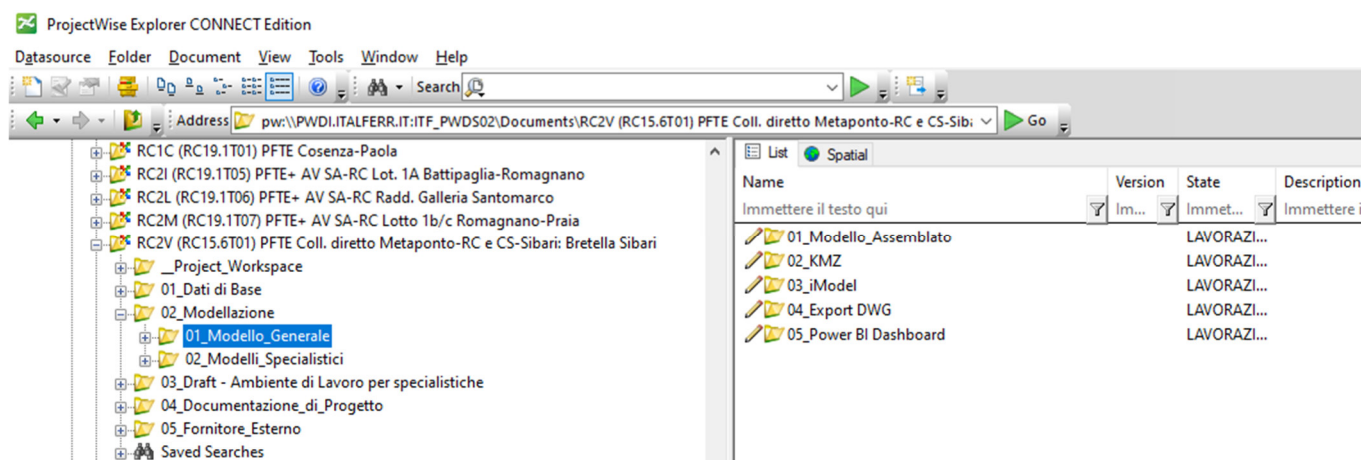 ProjectWise Explorer CONNECT Edition
Datasource Folder Document View Tools Window Help
Search
Address pw:\\PWDI.ITALFERR.IT:ITF_PWDS02\Documents\RC2V (RC15.6T01) PFTE Coll. diretto Metaponto-RC e CS-Sib Go
RC1C (RC19.1T01) PFTE Cosenza-Paola
RC2I (RC19.1T05) PFTE+ AV SA-RC Lot. 1A Battipaglia-Romagnano
RC2L (RC19.1T06) PFTE+ AV SA-RC Radd. Galleria Santomarco
RC2M (RC19.1T07) PFTE+ AV SA-RC Lotto 1b/c Romagnano-Praia
RC2V (RC15.6T01) PFTE Coll. diretto Metaponto-RC e CS-Sibari: Bretella Sibari
__Project_Workspace
01_Dati di Base
02_Modellazione
01_Modello_Generale
02_Modelli_Specialistici
03_Draft - Ambiente di Lavoro per specialistiche
04_Documentazione_di_Progetto
05_Fornitore_Esterno
Saved Searches
List Spatial
Name Version State Description
Immettere il testo qui Im... Immet... Immettere i
01_Modello_Assemblato LAVORAZI...
02_KMZ LAVORAZI...
03_iModel LAVORAZI...
04_Export DWG LAVORAZI...
05_Power BI Dashboard LAVORAZI...